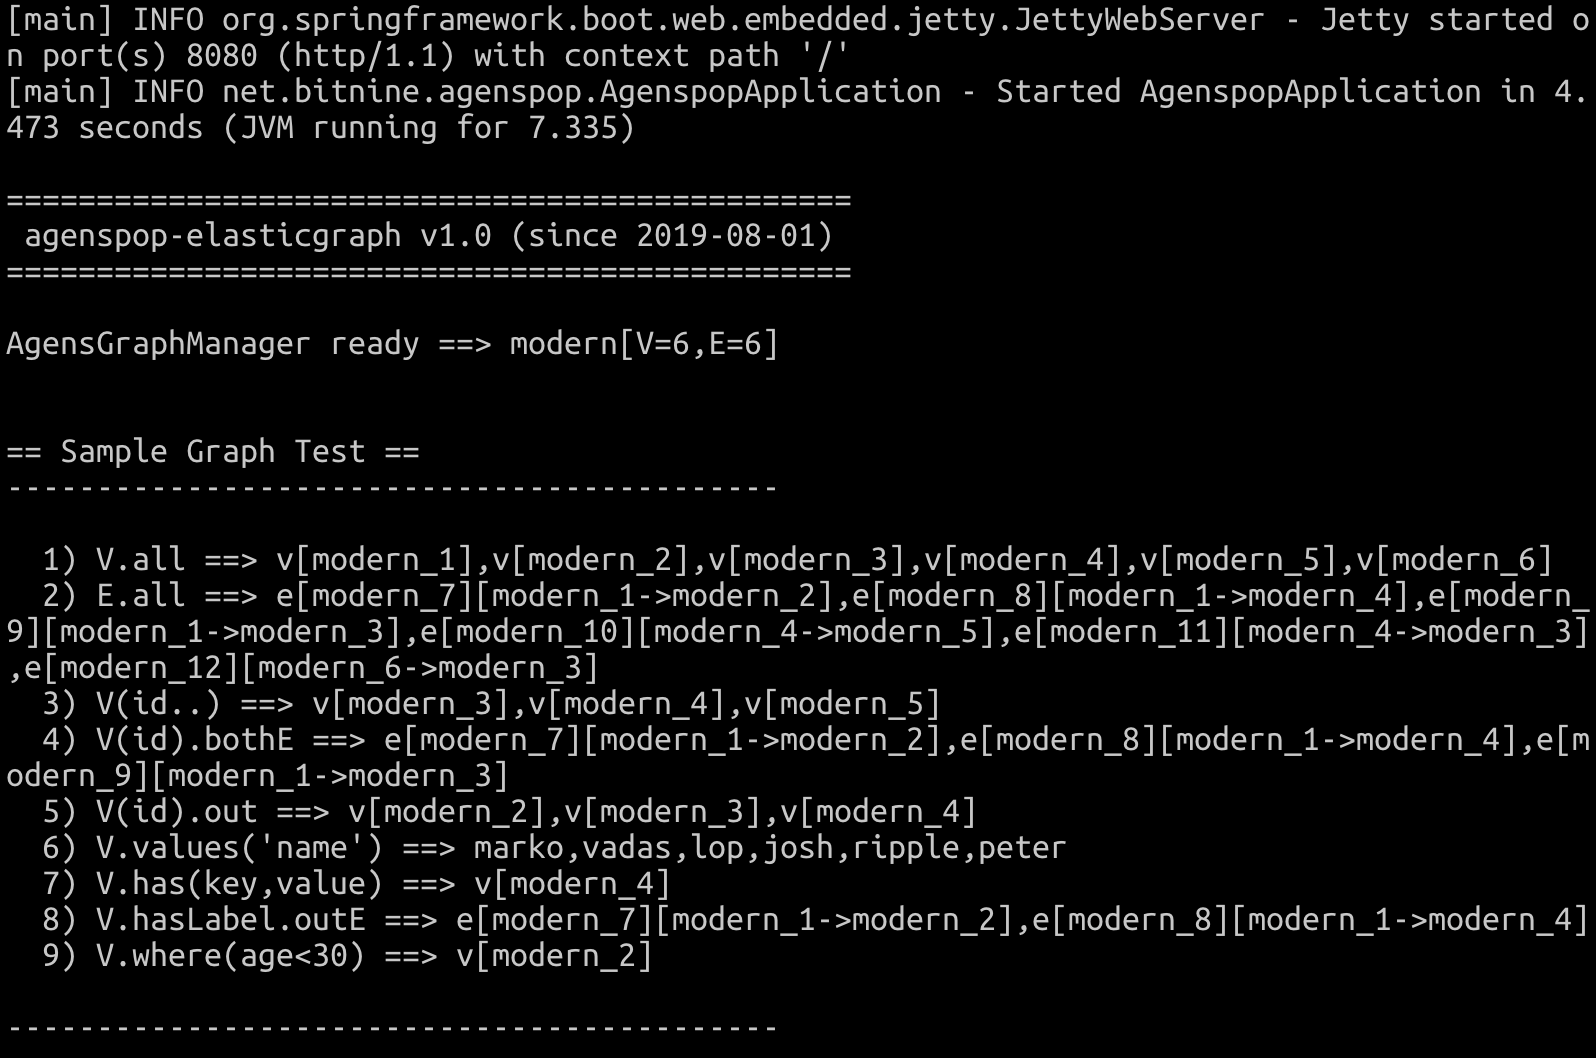 [main] INFO org.springframework.boot.web.embedded.jetty.JettyWebServer - Jetty started o
n port(s) 8080 (http/1.1) with context path '/'
[main] INFO net.bitnine.agenspop.AgenspopApplication - Started AgenspopApplication in 4.
473 seconds (JVM running for 7.335)
===============================================
 agenspop-elasticgraph v1.0 (since 2019-08-01)
===============================================
AgensGraphManager ready ==> modern[V=6,E=6]
== Sample Graph Test ==
-------------------------------------------
  1) V.all ==> v[modern_1],v[modern_2],v[modern_3],v[modern_4],v[modern_5],v[modern_6]
  2) E.all ==> e[modern_7][modern_1->modern_2],e[modern_8][modern_1->modern_4],e[modern_
9][modern_1->modern_3],e[modern_10][modern_4->modern_5],e[modern_11][modern_4->modern_3]
,e[modern_12][modern_6->modern_3]
  3) V(id..) ==> v[modern_3],v[modern_4],v[modern_5]
  4) V(id).bothE ==> e[modern_7][modern_1->modern_2],e[modern_8][modern_1->modern_4],e[m
odern_9][modern_1->modern_3]
  5) V(id).out ==> v[modern_2],v[modern_3],v[modern_4]
  6) V.values('name') ==> marko,vadas,lop,josh,ripple,peter
  7) V.has(key,value) ==> v[modern_4]
  8) V.hasLabel.outE ==> e[modern_7][modern_1->modern_2],e[modern_8][modern_1->modern_4]
  9) V.where(age<30) ==> v[modern_2]
-------------------------------------------